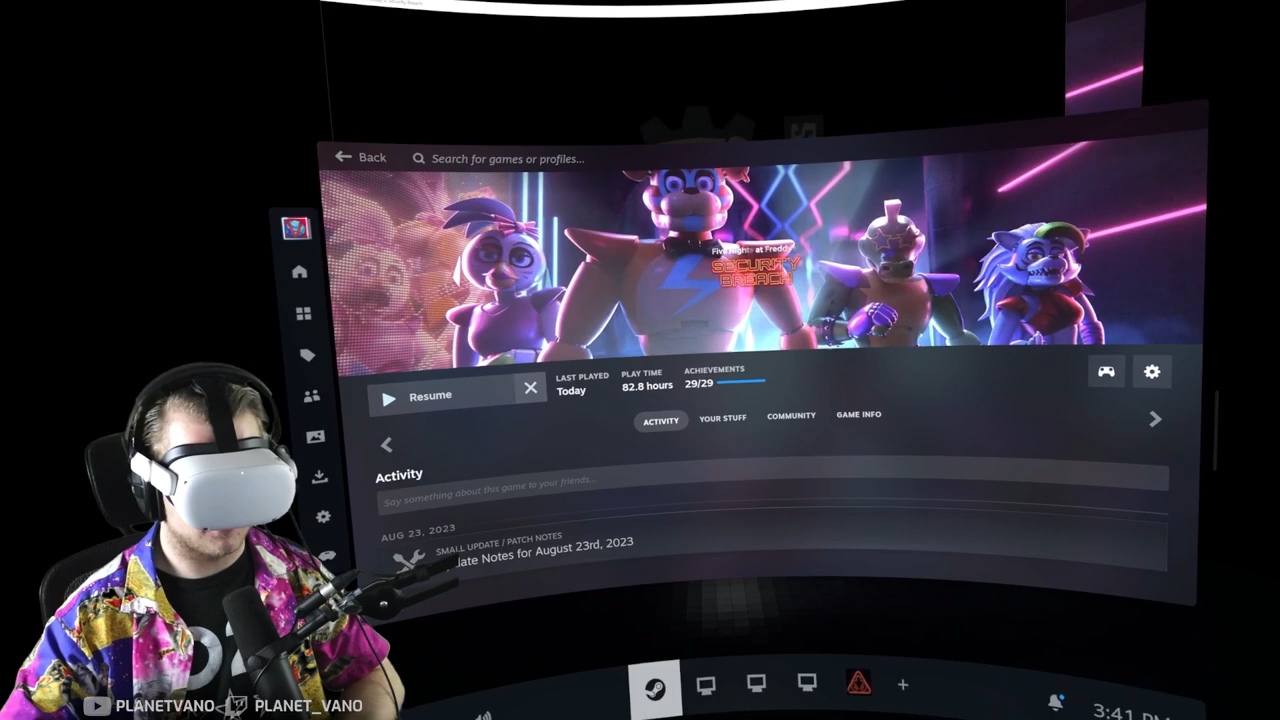 Back
Search for games or profiles...
Five Nights at Freddy's
SECURITY
BREACH
Resume
LAST PLAYED
Today
PLAY TIME
82.8 hours
ACHIEVEMENTS
29/29
ACTIVITY
YOUR STUFF
COMMUNITY
GAME INFO
Activity
Say something about this game to your friends...
AUG 23, 2023
SMALL UPDATE / PATCH NOTES
Notes for August 23rd, 2023
PLANETVANO
PLANET_VANO
3:41 PM